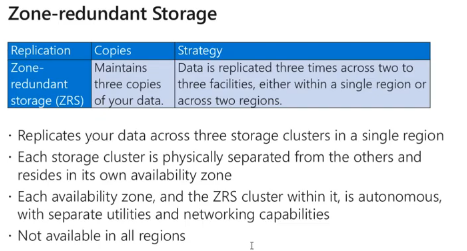 Zone-redundant Storage
Replication Copies Strategy
Zone- Maintains Data is replicated three times across two to
redundant three copies three facilities, either within a single region or
storage (ZRS) of your data. across two regions.
• Replicates your data across three storage clusters in a single region
• Each storage cluster is physically separated from the others and
resides in its own availability zone
• Each availability zone, and the ZRS cluster within it, is autonomous,
with separate utilities and networking capabilities
• Not available in all regions